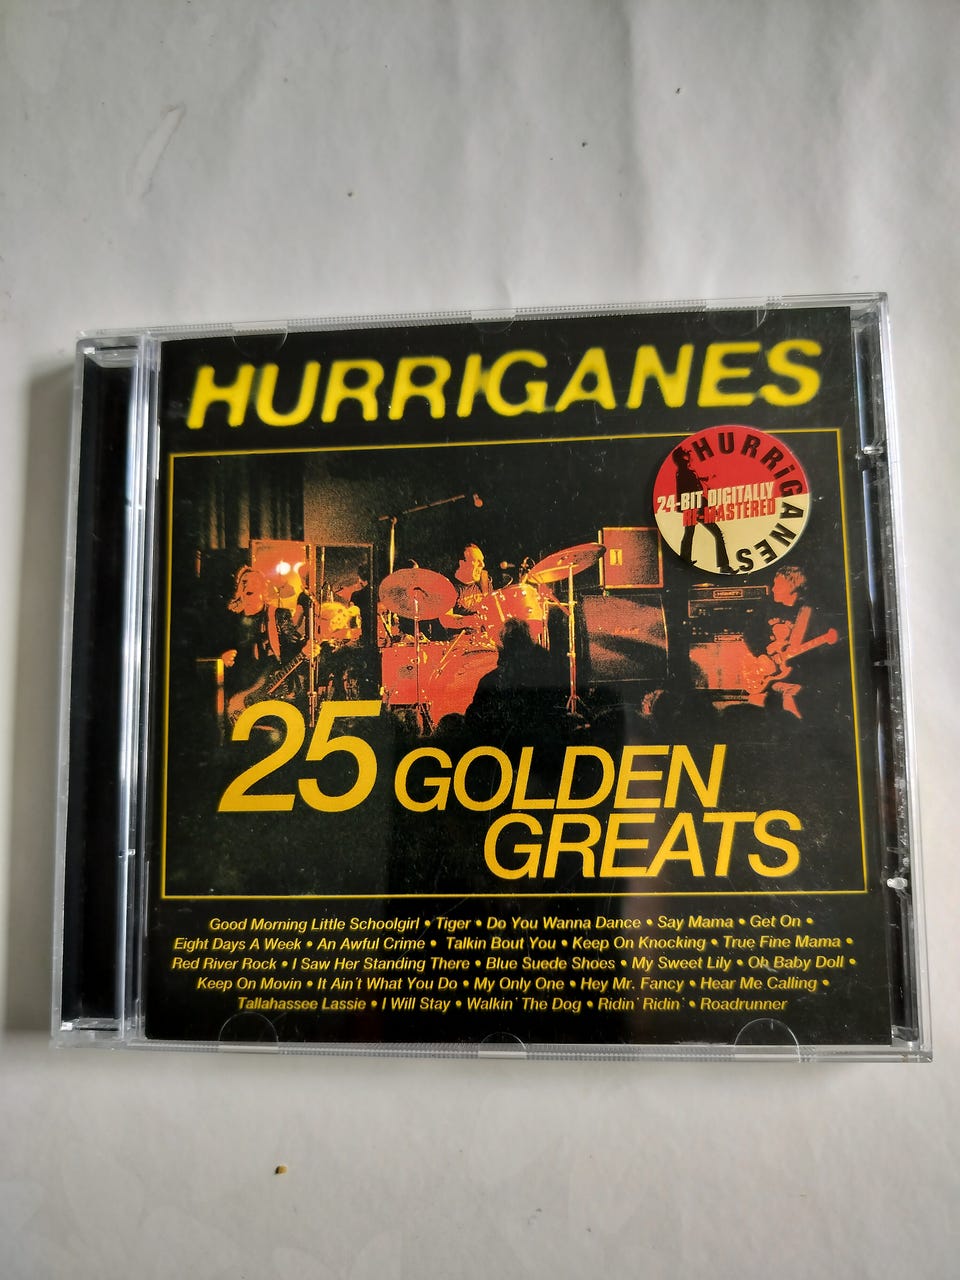 HURRIGANES
HURRiGANES
24-BIT DIGITALLY
RE-MASTERED
25 GOLDEN
GREATS
Good Morning Little Schoolgirl • Tiger • Do You Wanna Dance • Say Mama • Get On •
Eight Days A Week • An Awful Crime • Talkin Bout You • Keep On Knocking • True Fine Mama •
Red River Rock • I Saw Her Standing There • Blue Suede Shoes • My Sweet Lily • Oh Baby Doll •
Keep On Movin • It Ain't What You Do • My Only One • Hey Mr. Fancy • Hear Me Calling •
Tallahassee Lassie • I Will Stay • Walkin' The Dog • Ridin' Ridin' • Roadrunner